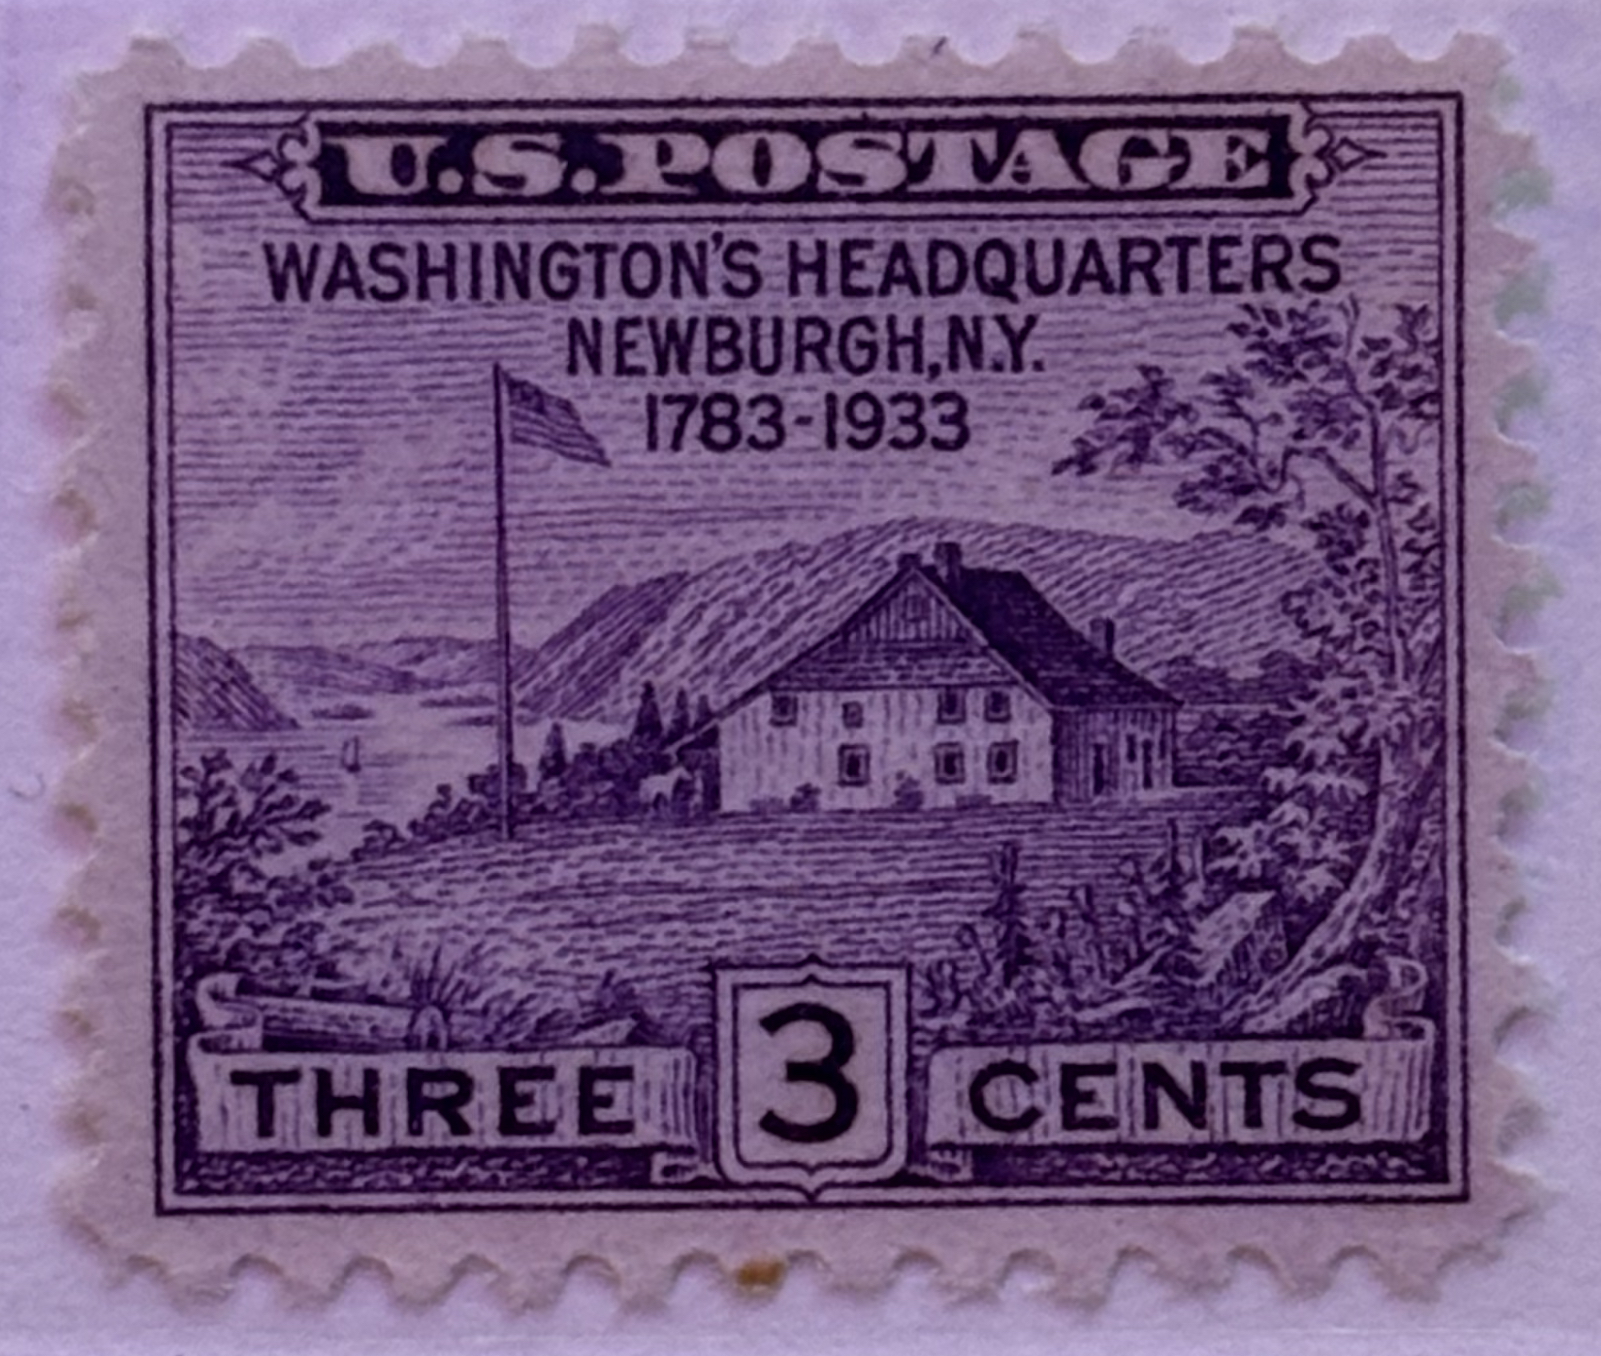 U.S. POSTAGE
WASHINGTON'S HEADQUARTERS
NEWBURGH, N.Y.
1783-1933
THREE 3 CENTS